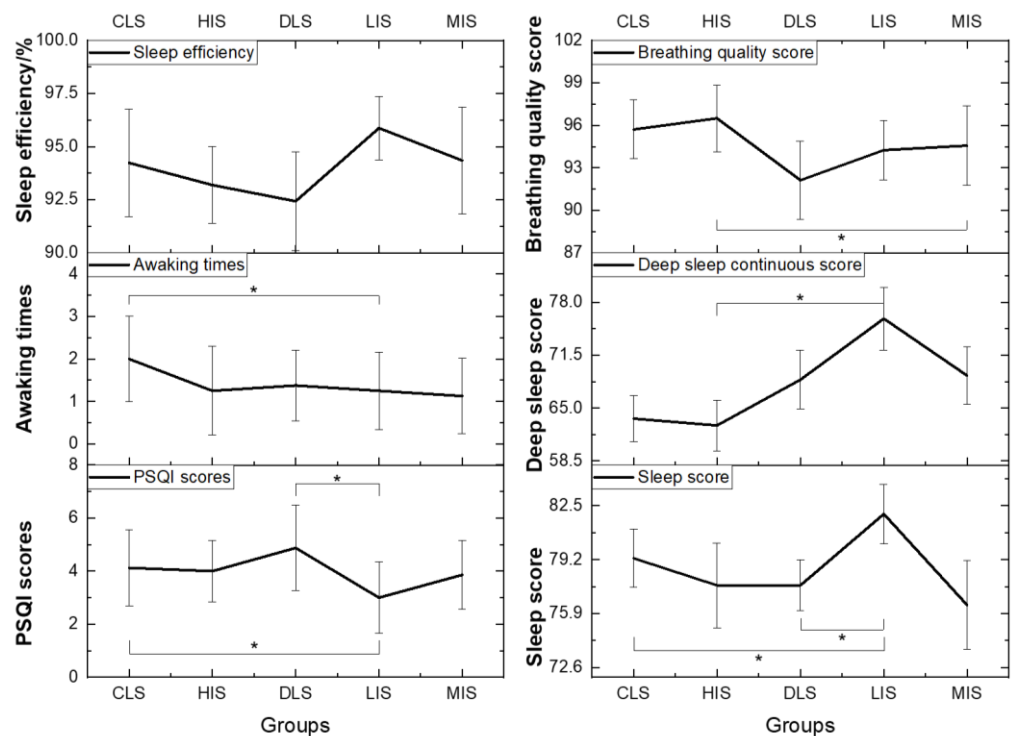 CLS HIS DLS LIS MIS
Sleep efficiency/%
100.0
97.5
95.0
92.5
90.0
Sleep efficiency
Awaking times
4
3
2
1
0
Awaking times
*
PSQI scores
8
6
4
2
0
PSQI scores
*
*
CLS HIS DLS LIS MIS
Groups
CLS HIS DLS LIS MIS
Breathing quality score
102
99
96
93
90
87
Breathing quality score
*
Deep sleep score
78.0
71.5
65.0
58.5
Deep sleep continuous score
*
Sleep score
82.5
79.2
75.9
72.6
Sleep score
*
*
CLS HIS DLS LIS MIS
Groups